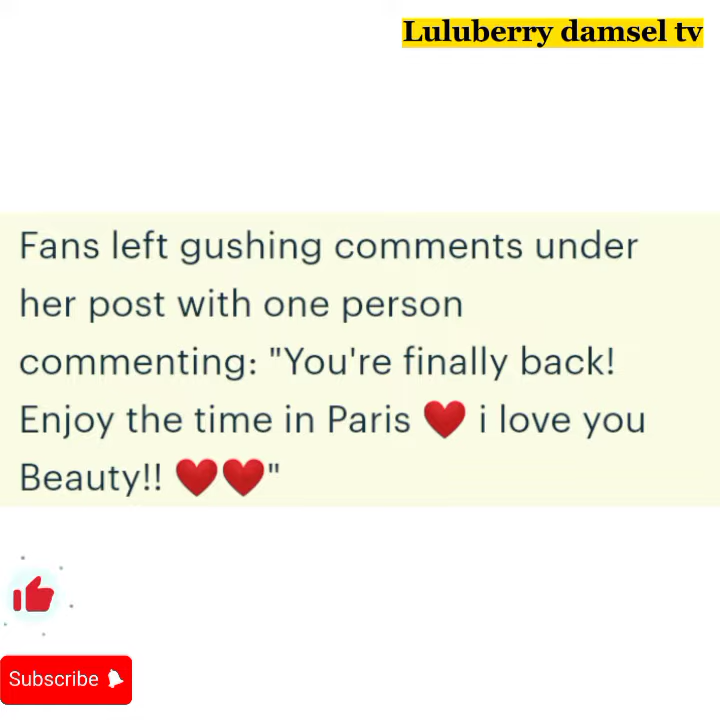 Luluberry damsel tv
Fans left gushing comments under
her post with one person
commenting: "You're finally back!
Enjoy the time in Paris ❤️ i love you
Beauty!! ❤️❤️"
Subscribe